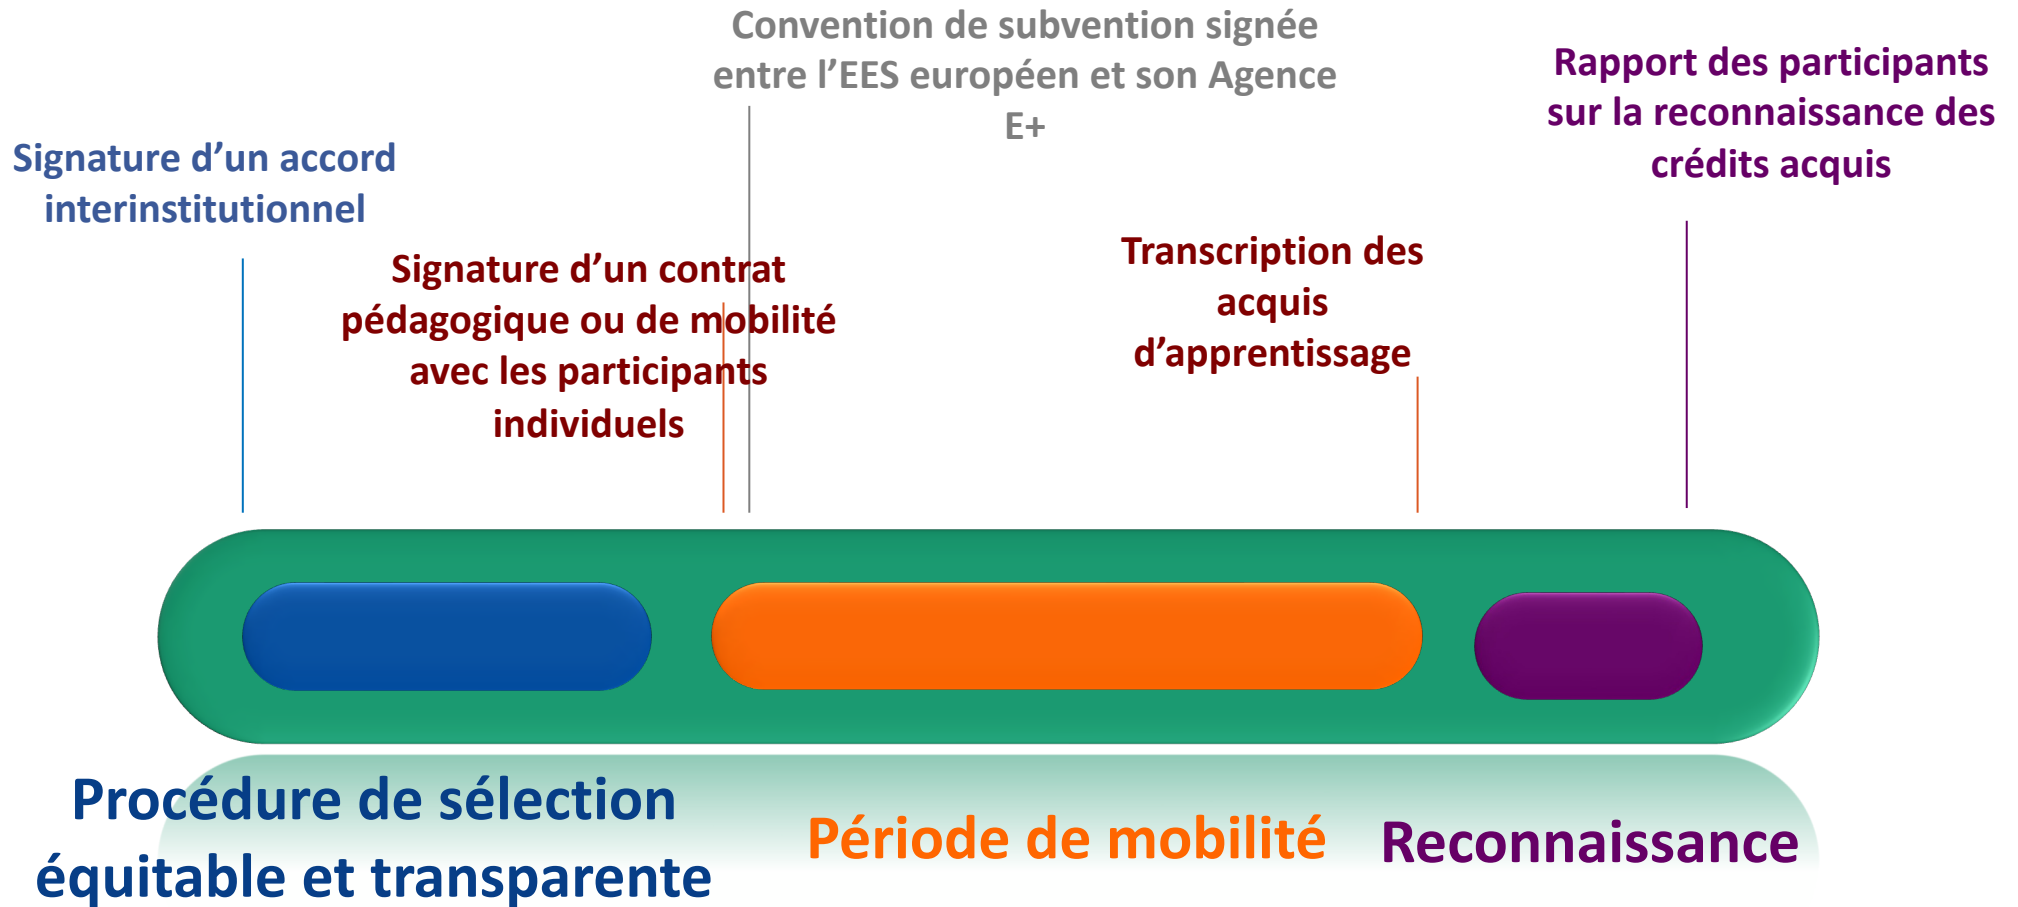 Convention de subvention signée
entre l’EES européen et son Agence
E+
Rapport des participants
sur la reconnaissance des
crédits acquis
Signature d’un accord
interinstitutionnel
Signature d’un contrat
pédagogique ou de mobilité
avec les participants
individuels
Transcription des
acquis
d’apprentissage
Procédure de sélection
équitable et transparente
Période de mobilité
Reconnaissance